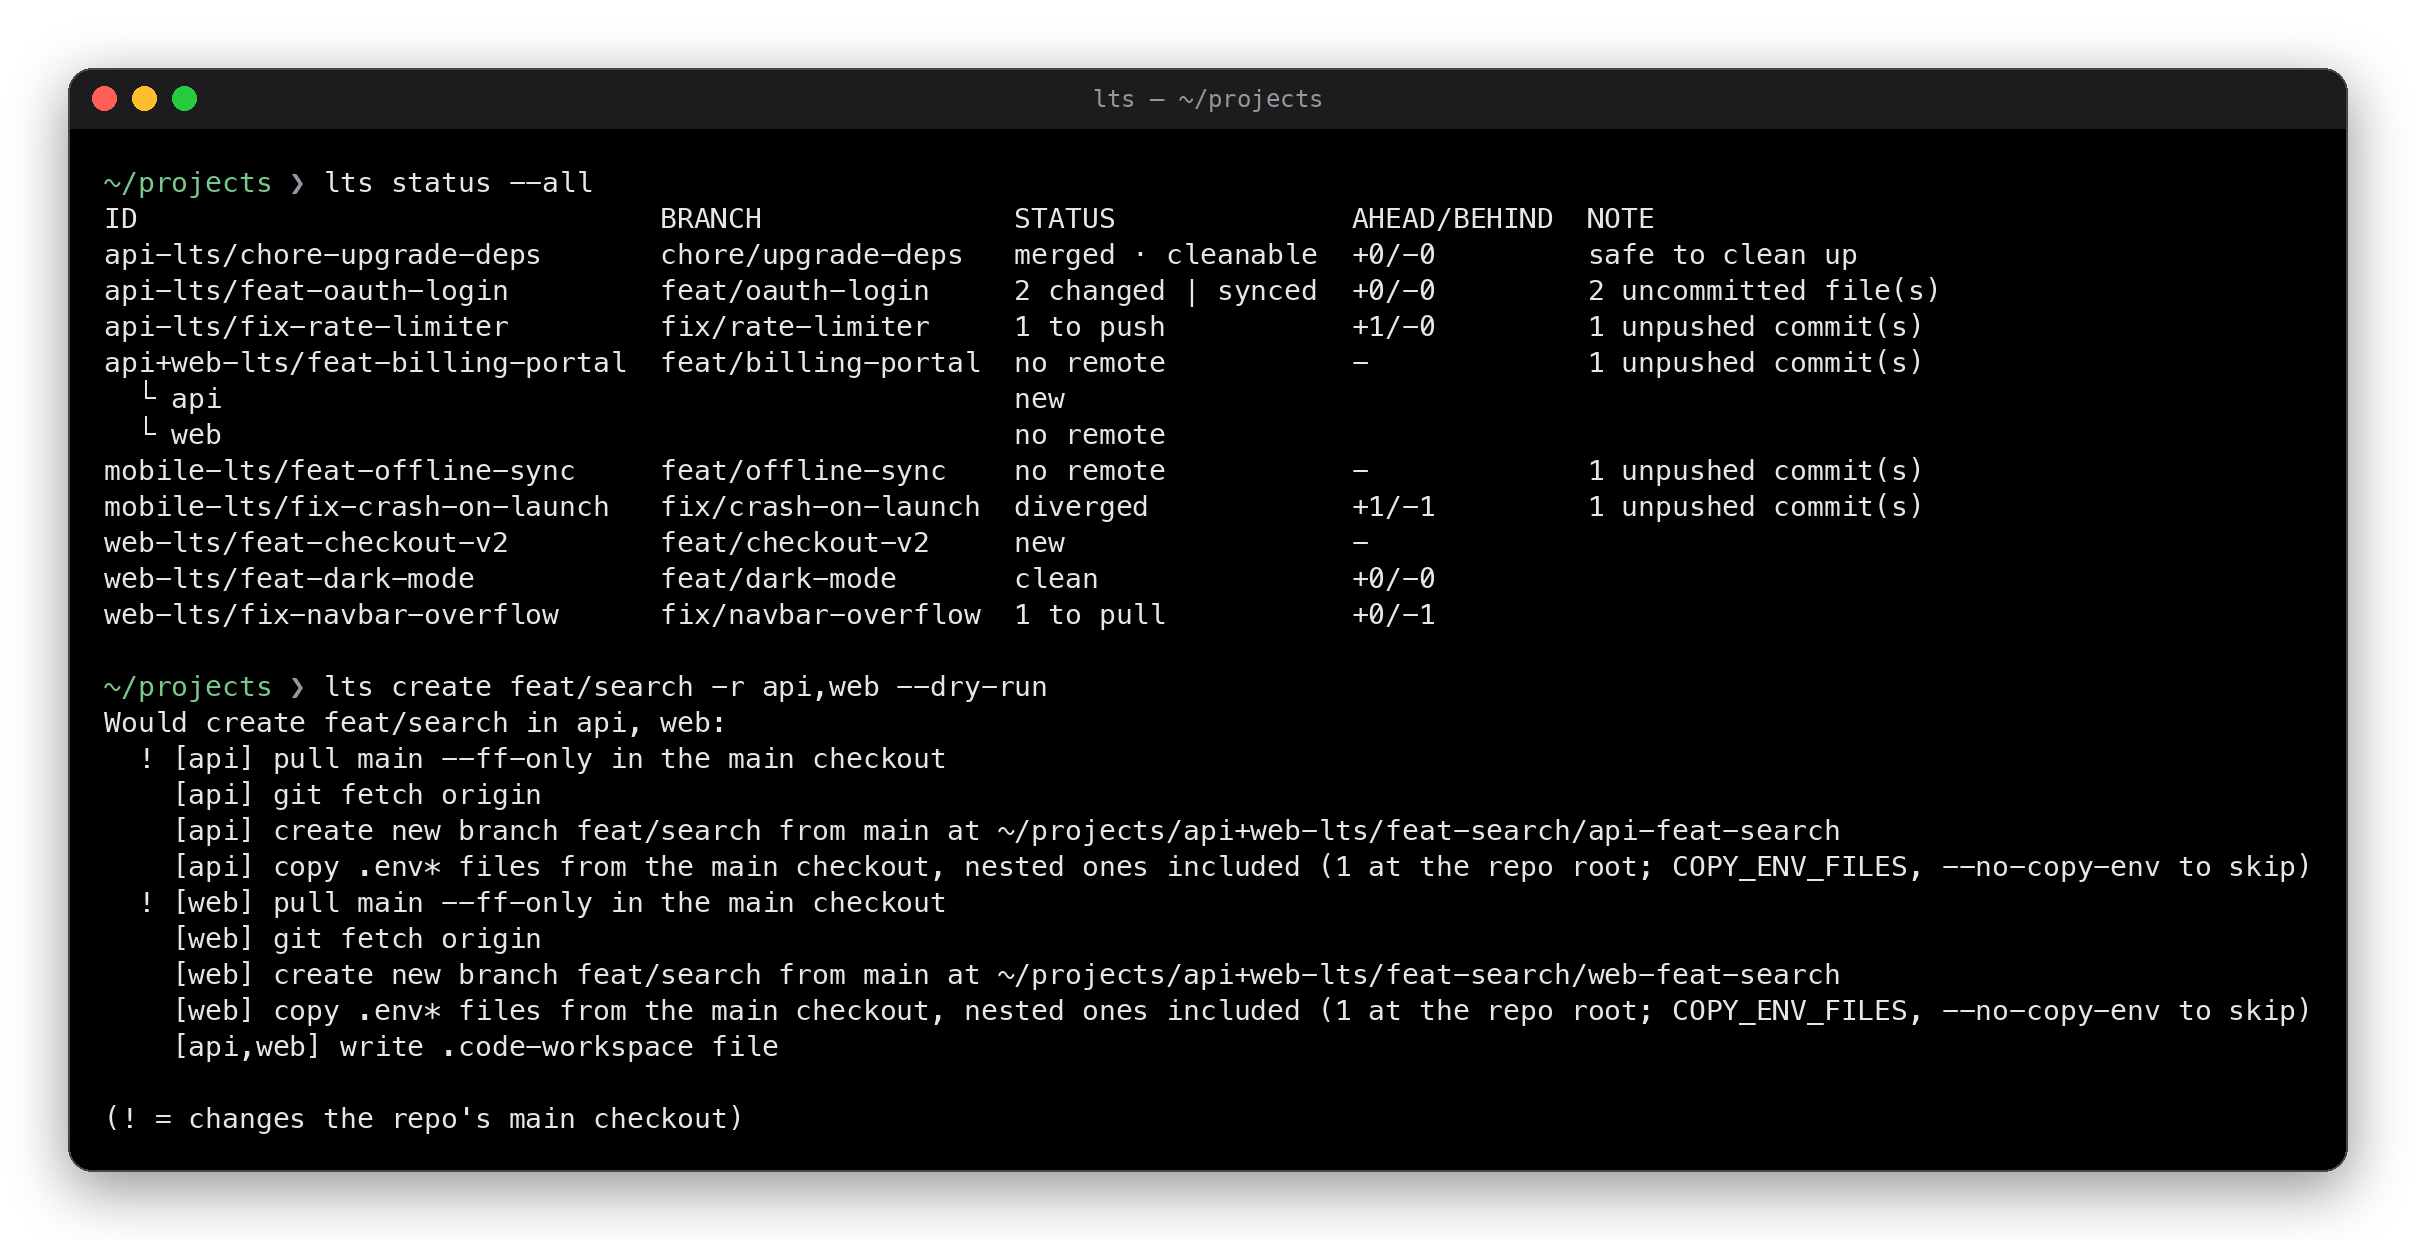 lts — ~/projects
~/projects ❯ lts status --all
ID BRANCH STATUS AHEAD/BEHIND NOTE
api-lts/chore-upgrade-deps chore/upgrade-deps merged · cleanable +0/-0 safe to clean up
api-lts/feat-oauth-login feat/oauth-login 2 changed | synced +0/-0 2 uncommitted file(s)
api-lts/fix-rate-limiter fix/rate-limiter 1 to push +1/-0 1 unpushed commit(s)
api+web-lts/feat-billing-portal feat/billing-portal no remote - 1 unpushed commit(s)
└ api new
└ web no remote
mobile-lts/feat-offline-sync feat/offline-sync no remote - 1 unpushed commit(s)
mobile-lts/fix-crash-on-launch fix/crash-on-launch diverged +1/-1 1 unpushed commit(s)
web-lts/feat-checkout-v2 feat/checkout-v2 new -
web-lts/feat-dark-mode feat/dark-mode clean +0/-0
web-lts/fix-navbar-overflow fix/navbar-overflow 1 to pull +0/-1
~/projects ❯ lts create feat/search -r api,web --dry-run
Would create feat/search in api, web:
! [api] pull main --ff-only in the main checkout
[api] git fetch origin
[api] create new branch feat/search from main at ~/projects/api+web-lts/feat-search/api-feat-search
[api] copy .env* files from the main checkout, nested ones included (1 at the repo root; COPY_ENV_FILES, --no-copy-env to skip)
! [web] pull main --ff-only in the main checkout
[web] git fetch origin
[web] create new branch feat/search from main at ~/projects/api+web-lts/feat-search/web-feat-search
[web] copy .env* files from the main checkout, nested ones included (1 at the repo root; COPY_ENV_FILES, --no-copy-env to skip)
[api,web] write .code-workspace file
(! = changes the repo's main checkout)